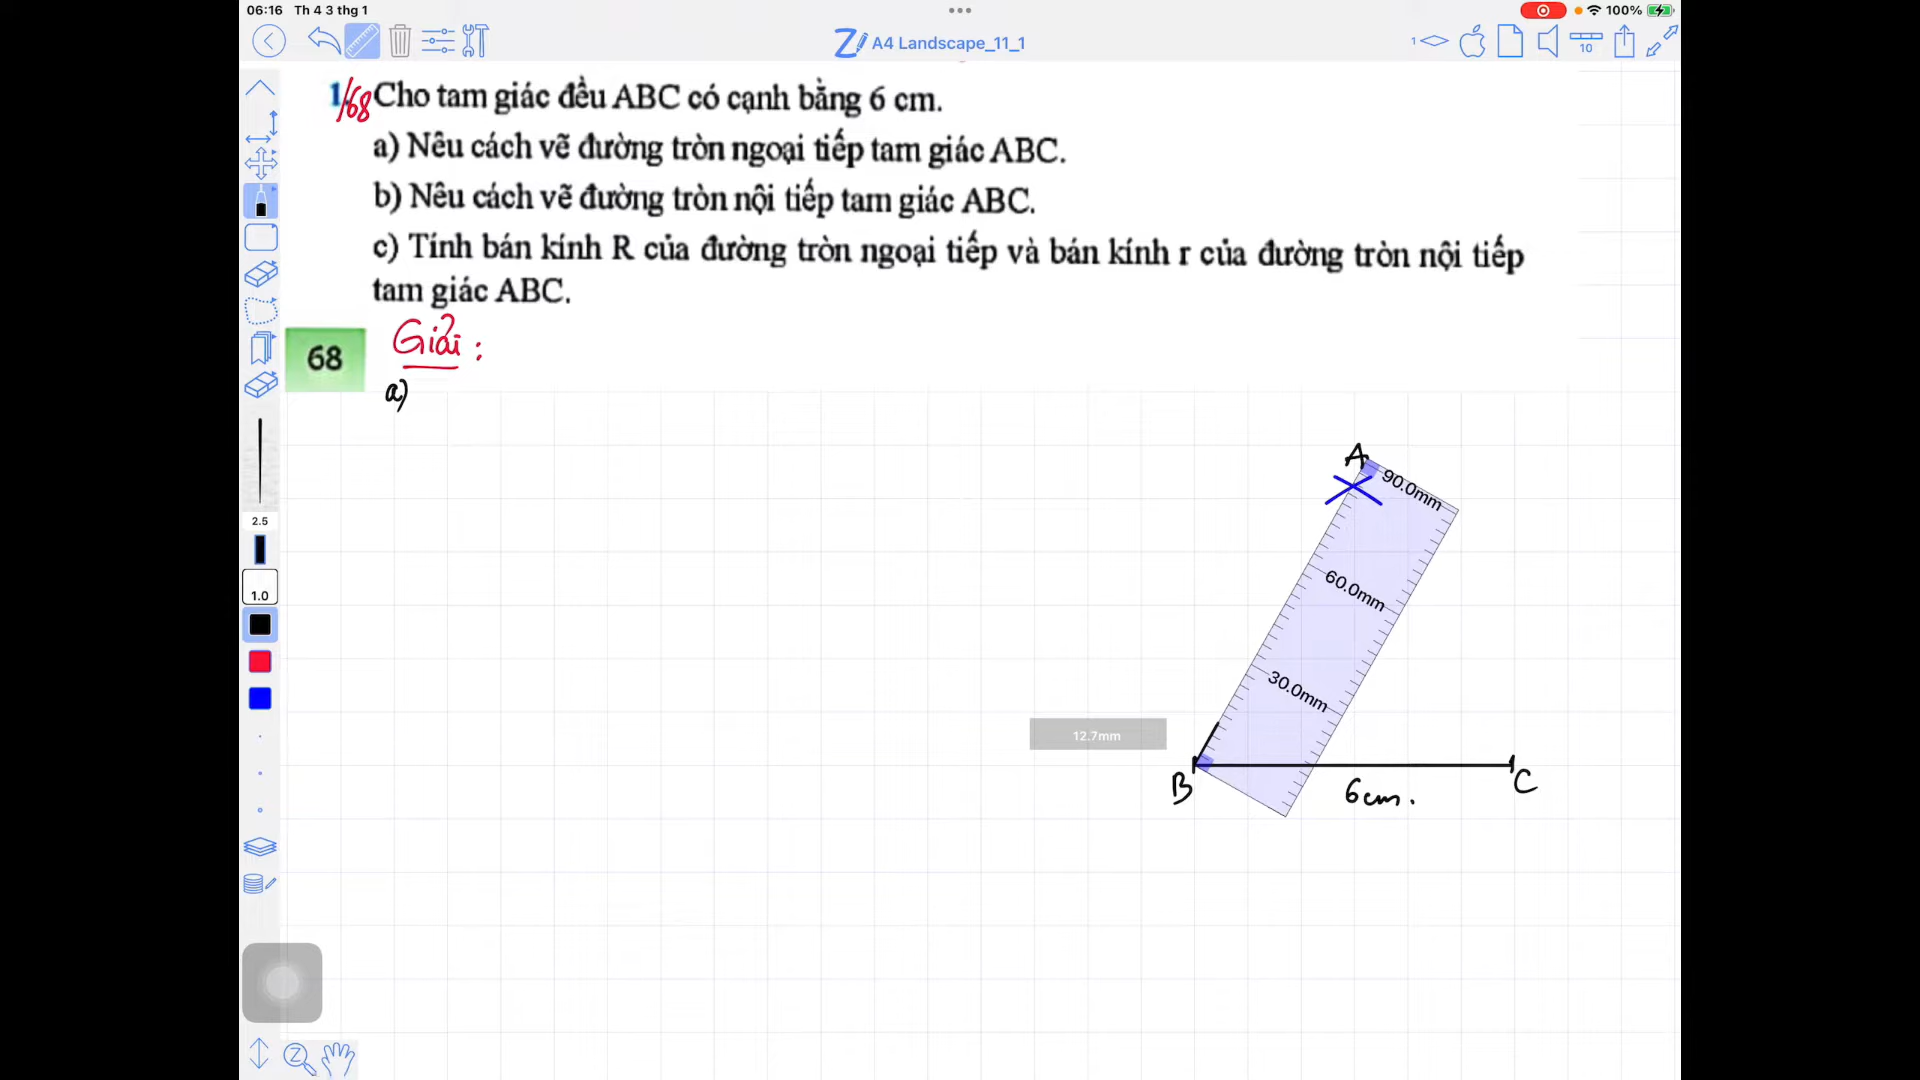 06:16 Th 4 3 thg 1
100%
A4 Landscape_11_1
1
10
1/68 Cho tam giác đều ABC có cạnh bằng 6 cm.
a) Nêu cách vẽ đường tròn ngoại tiếp tam giác ABC.
b) Nêu cách vẽ đường tròn nội tiếp tam giác ABC.
c) Tính bán kính R của đường tròn ngoại tiếp và bán kính r của đường tròn nội tiếp
tam giác ABC.
68
Giải :
a)
A
90.0mm
60.0mm
30.0mm
12.7mm
B
C
6cm.
2.5
1.0